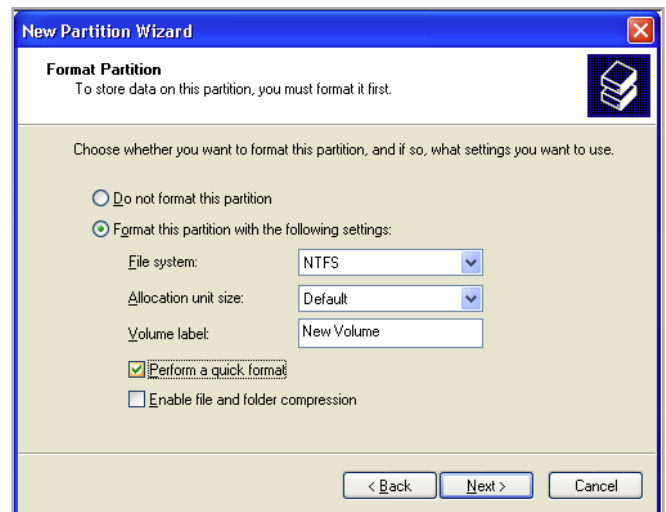 New Partition Wizard
Format Partition
To store data on this partition, you must format it first.
Choose whether you want to format this partition, and if so, what settings you want to use.
Do not format this partition
Format this partition with the following settings:
File system: NTFS
Allocation unit size: Default
Volume label: New Volume
Perform a quick format
Enable file and folder compression
< Back Next > Cancel